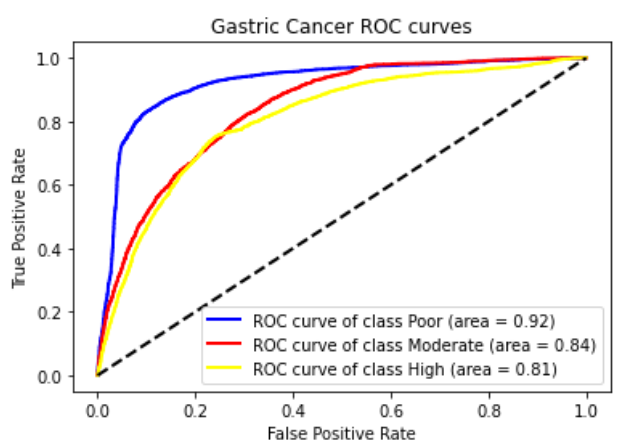 Gastric Cancer ROC curves
True Positive Rate
1.0
0.8
0.6
0.4
0.2
0.0
ROC curve of class Poor (area = 0.92)
ROC curve of class Moderate (area = 0.84)
ROC curve of class High (area = 0.81)
0.0 0.2 0.4 0.6 0.8 1.0
False Positive Rate